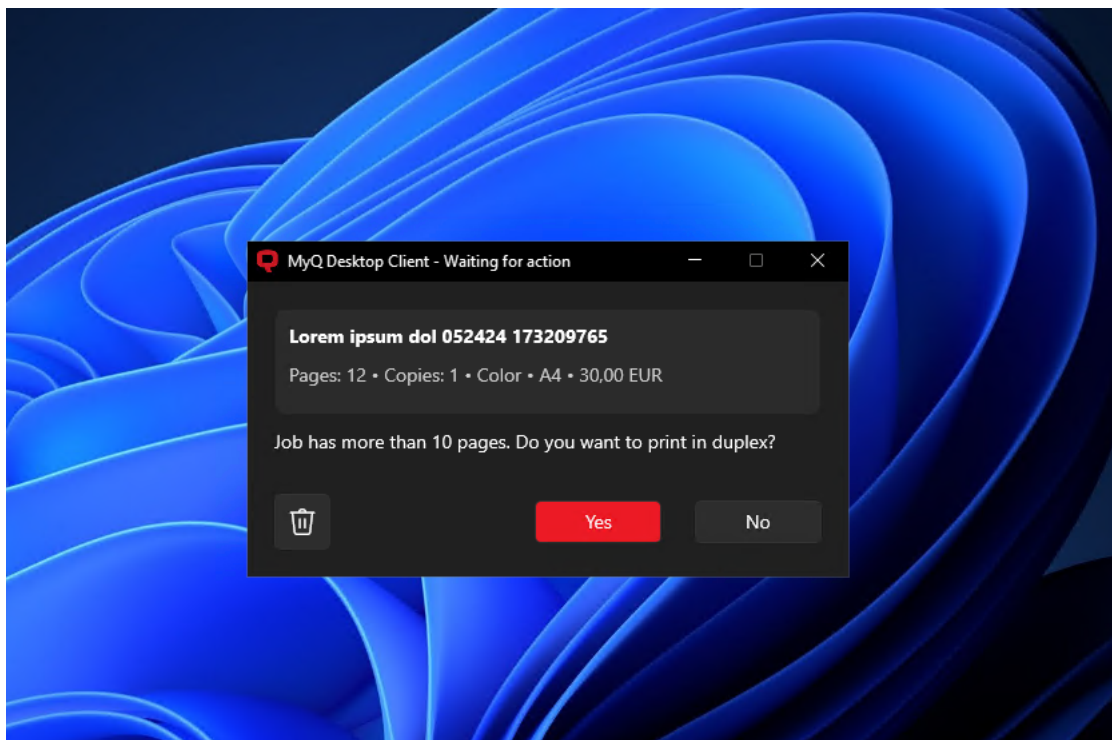 MyQ Desktop Client - Waiting for action
Lorem ipsum dol 052424 173209765
Pages: 12 • Copies: 1 • Color • A4 • 30,00 EUR
Job has more than 10 pages. Do you want to print in duplex?
Yes No